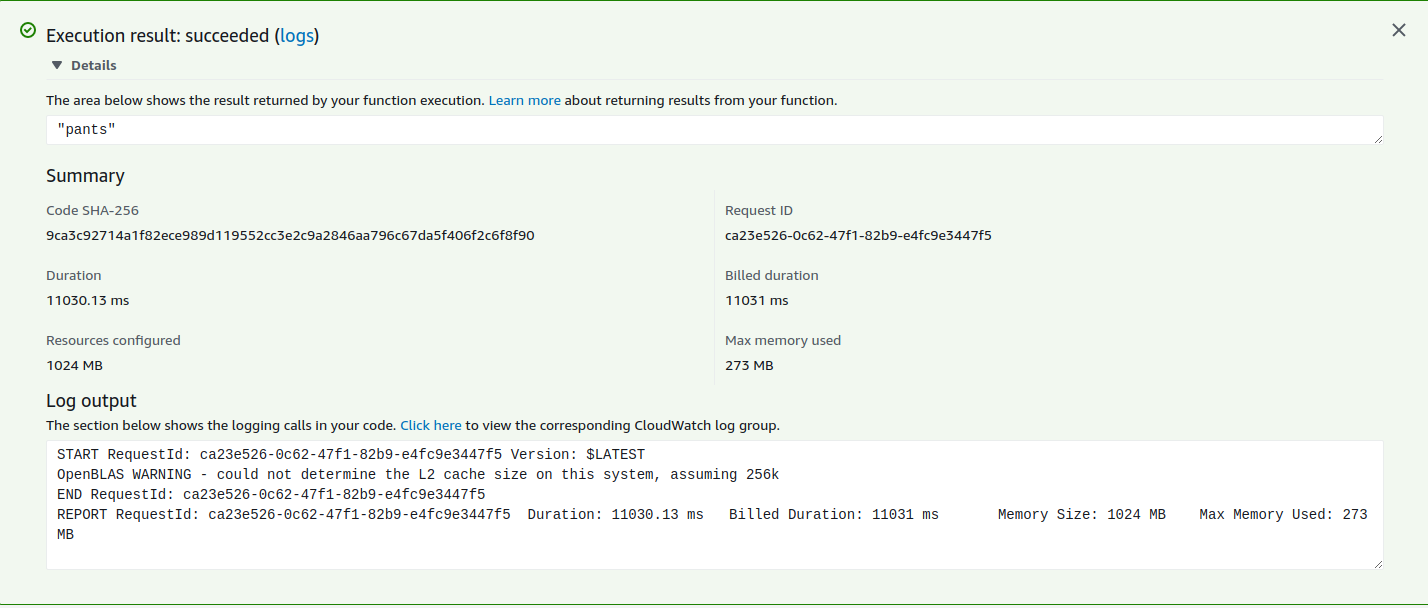 Execution result: succeeded (logs)
Details
The area below shows the result returned by your function execution. Learn more about returning results from your function.
"pants"
Summary
Code SHA-256
9ca3c92714a1f82ece989d119552cc3e2c9a2846aa796c67da5f406f2c6f8f90
Request ID
ca23e526-0c62-47f1-82b9-e4fc9e3447f5
Duration
11030.13 ms
Billed duration
11031 ms
Resources configured
1024 MB
Max memory used
273 MB
Log output
The section below shows the logging calls in your code. Click here to view the corresponding CloudWatch log group.
START RequestId: ca23e526-0c62-47f1-82b9-e4fc9e3447f5 Version: $LATEST
OpenBLAS WARNING - could not determine the L2 cache size on this system, assuming 256k
END RequestId: ca23e526-0c62-47f1-82b9-e4fc9e3447f5
REPORT RequestId: ca23e526-0c62-47f1-82b9-e4fc9e3447f5  Duration: 11030.13 ms   Billed Duration: 11031 ms       Memory Size: 1024 MB    Max Memory Used: 273
MB